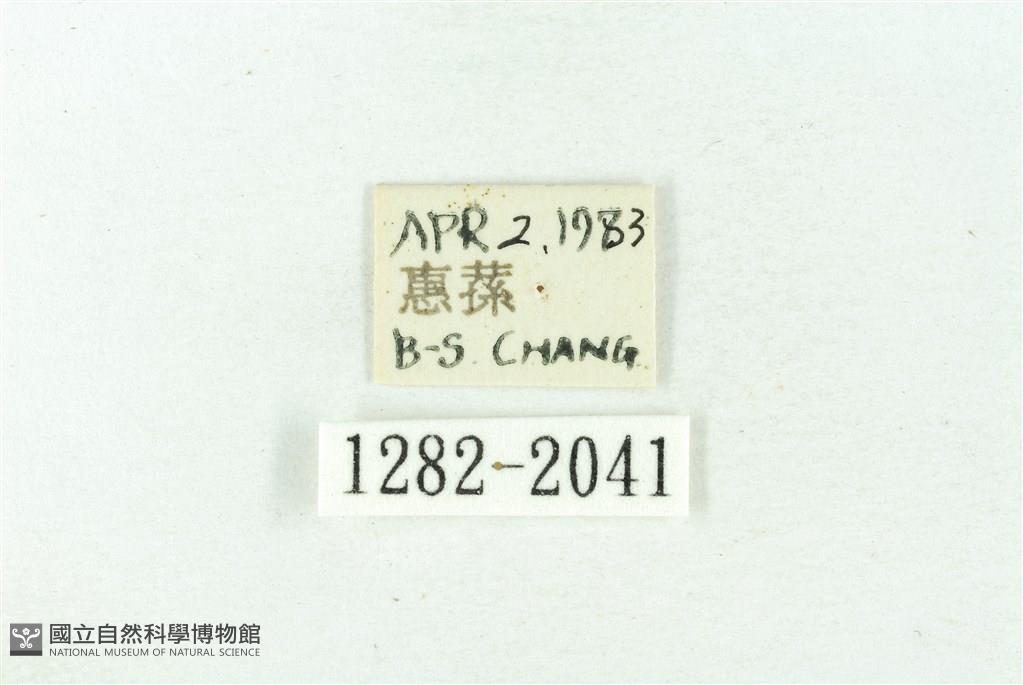 APR 2, 1983
惠蓀
B-S. CHANG
1282-2041
國立自然科學博物館
NATIONAL MUSEUM OF NATURAL SCIENCE